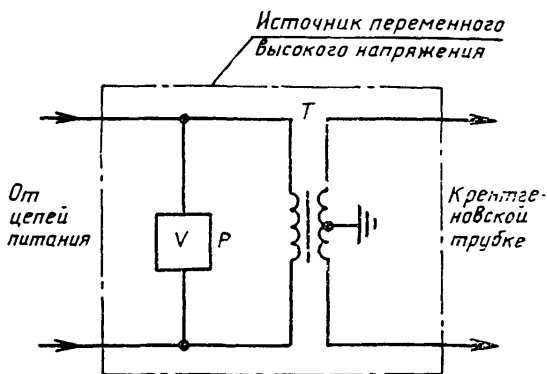 Источник переменного
высокого напряжения
T
От
цепей
питания
V
P
К рентге-
новской
трубке